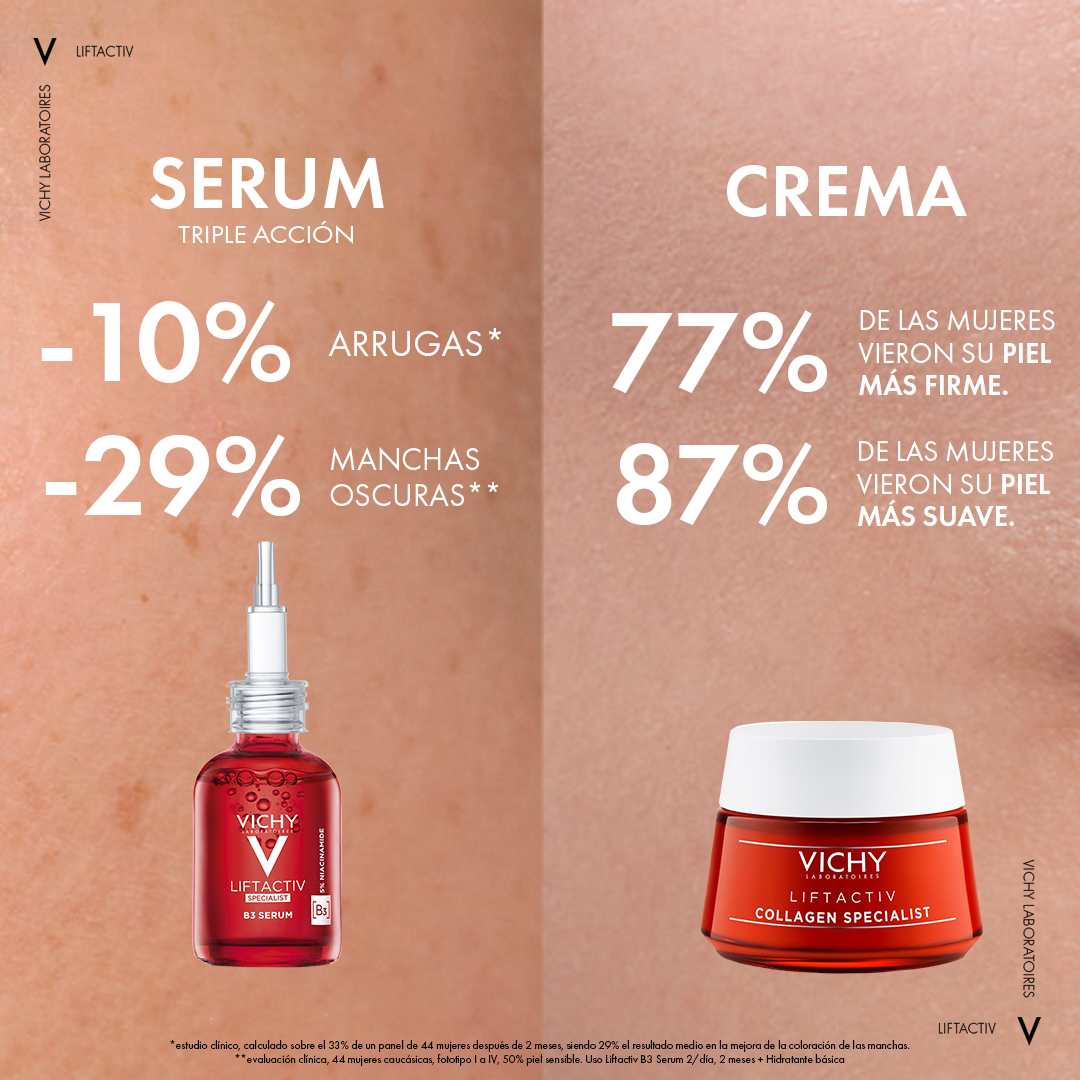 V LIFTACTIV
VICHY LABORATOIRES
SERUM
TRIPLE ACCIÓN
-10% ARRUGAS*
-29% MANCHAS
OSCURAS**
VICHY
LABORATOIRES
V
LIFTACTIV
SPECIALIST
B3 SERUM
5% NIACINAMIDE
[B3]
CREMA
77% DE LAS MUJERES
VIERON SU PIEL
MÁS FIRME.
87% DE LAS MUJERES
VIERON SU PIEL
MÁS SUAVE.
VICHY
LABORATOIRES
LIFTACTIV
COLLAGEN SPECIALIST
VICHY LABORATOIRES
LIFTACTIV V
*estudio clínico, calculado sobre el 33% de un panel de 44 mujeres después de 2 meses, siendo 29% el resultado medio en la mejora de la coloración de las manchas.
**evaluación clínica, 44 mujeres caucásicas, fototipo I a IV, 50% piel sensible. Uso Liftactiv B3 Serum 2/día, 2 meses + Hidratante básica